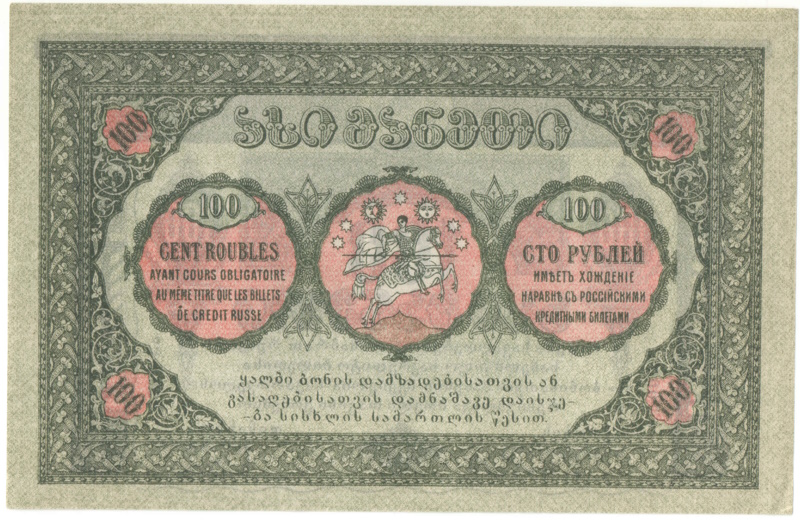 100
100
ასი მანეთი
100
CENT ROUBLES
AYANT COURS OBLIGATOIRE
AU MÊME TITRE QUE LES BILLETS
DE CREDIT RUSSE
100
СТО РУБЛЕЙ
ИМѢЕТЪ ХОЖДЕНІЕ
НАРАВНѢ СЪ РОССІЙСКИМИ
КРЕДИТНЫМИ БИЛЕТАМИ
ყალბი ბონის დამზადებისათვის ან
გასაღებისათვის დამნაშავე დაისჯე-
-ბა სისხლის სამართლის წესით.
100
100